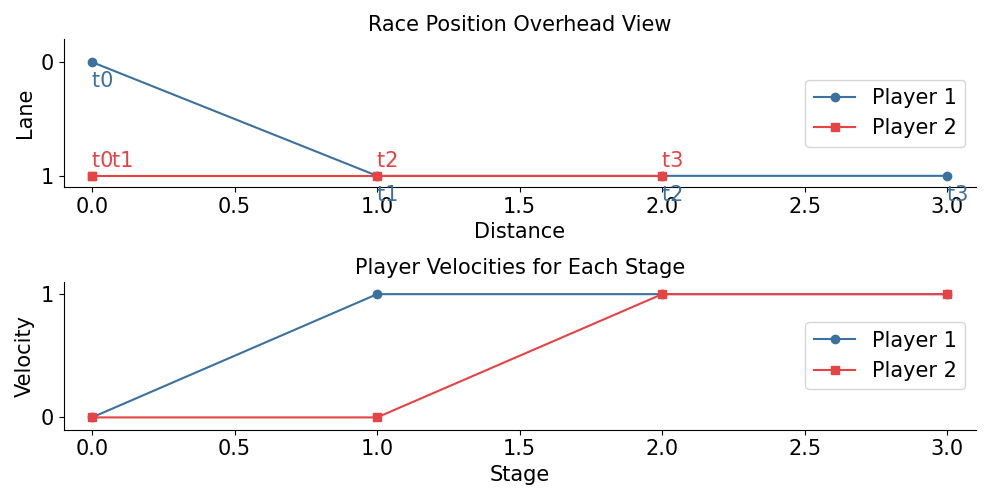 Race Position Overhead View
0
t0
Player 1
Player 2
Lane
t0t1
t2
t3
1
t1
t2
t3
0.0 0.5 1.0 1.5 2.0 2.5 3.0
Distance
Player Velocities for Each Stage
1
Velocity
Player 1
Player 2
0
0.0 0.5 1.0 1.5 2.0 2.5 3.0
Stage